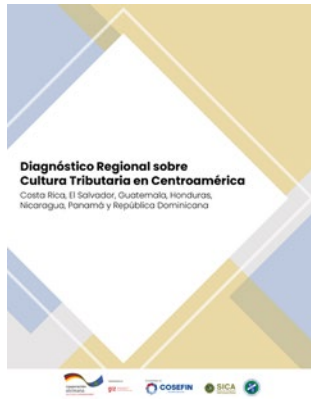 Diagnóstico Regional sobre
Cultura Tributaria en Centroamérica
Costa Rica, El Salvador, Guatemala, Honduras,
Nicaragua, Panamá y República Dominicana
giz
COSEFIN
SICA